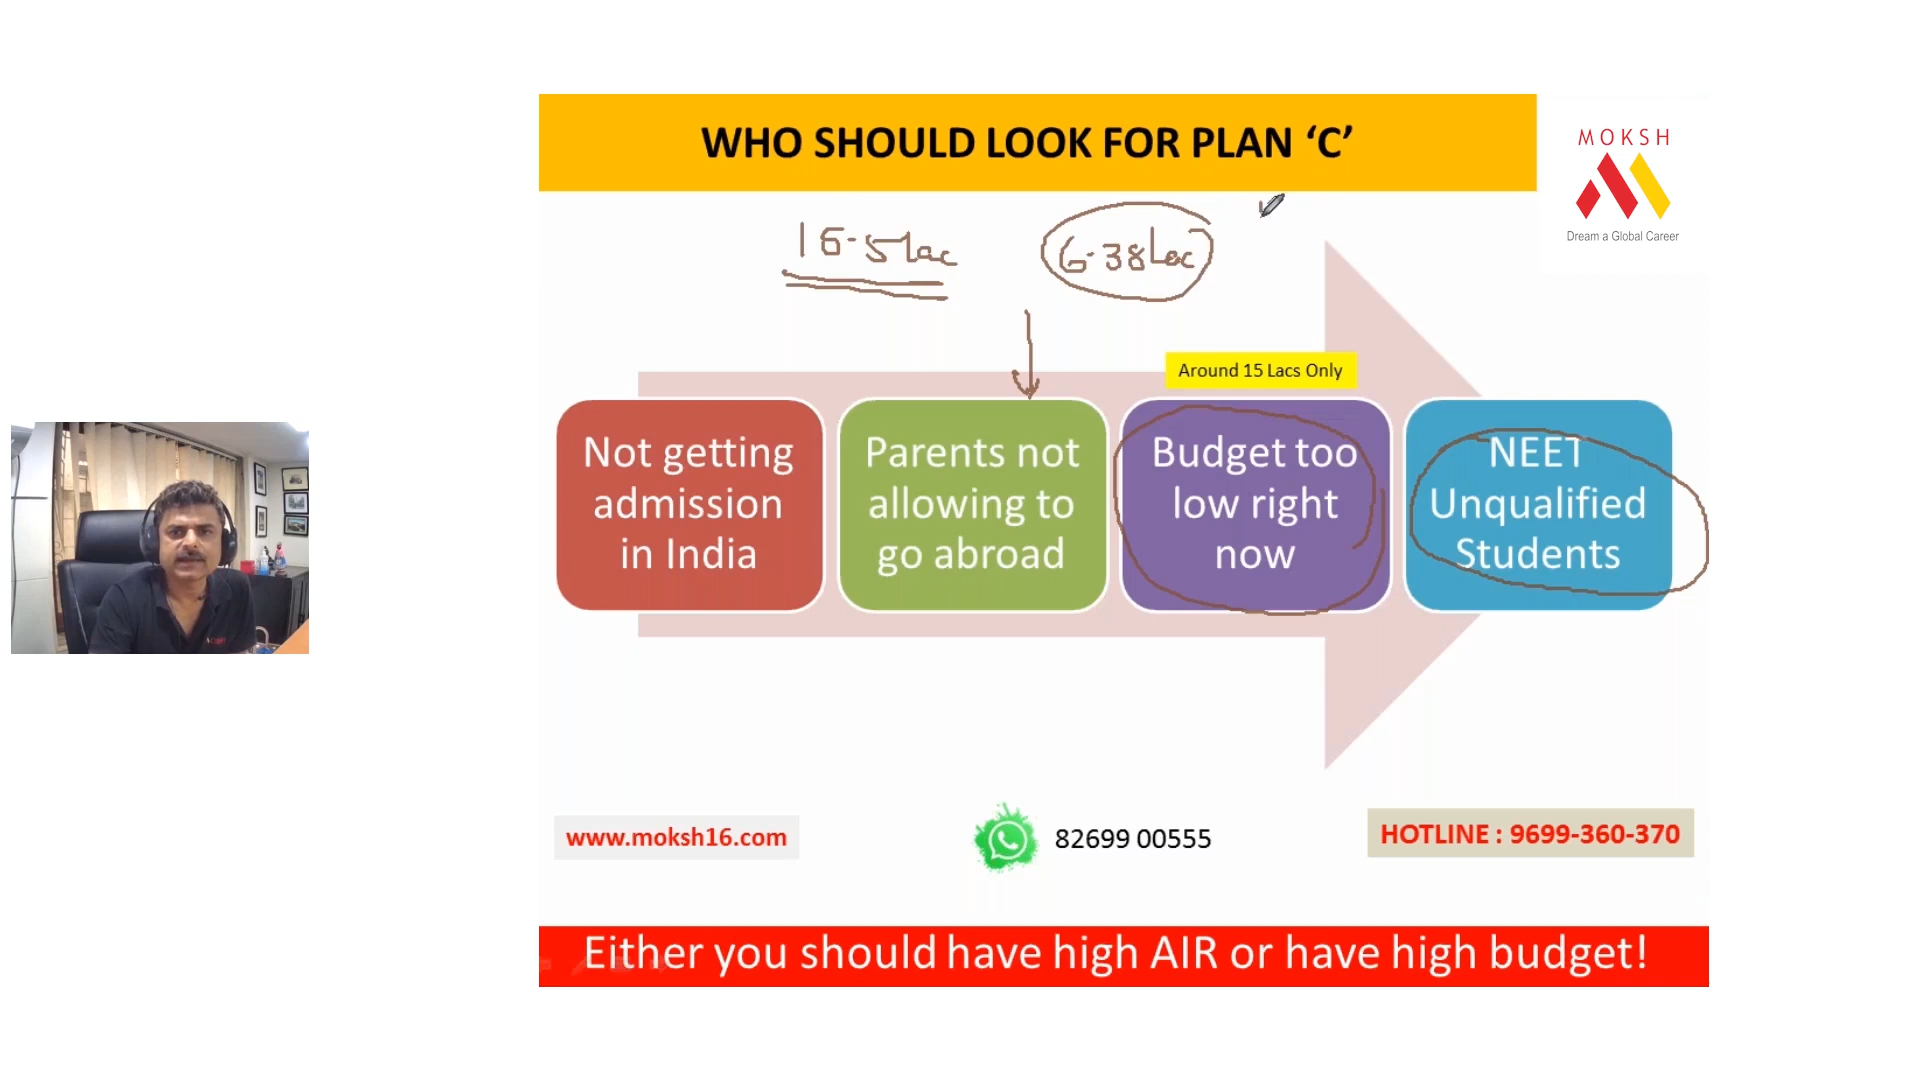 WHO SHOULD LOOK FOR PLAN ‘C’
MOKSH
Dream a Global Career
16.5 lac
6.38 Lac
Around 15 Lacs Only
Not getting
admission
in India
Parents not
allowing to
go abroad
Budget too
low right
now
NEET
Unqualified
Students
www.moksh16.com
82699 00555
HOTLINE : 9699-360-370
Either you should have high AIR or have high budget!